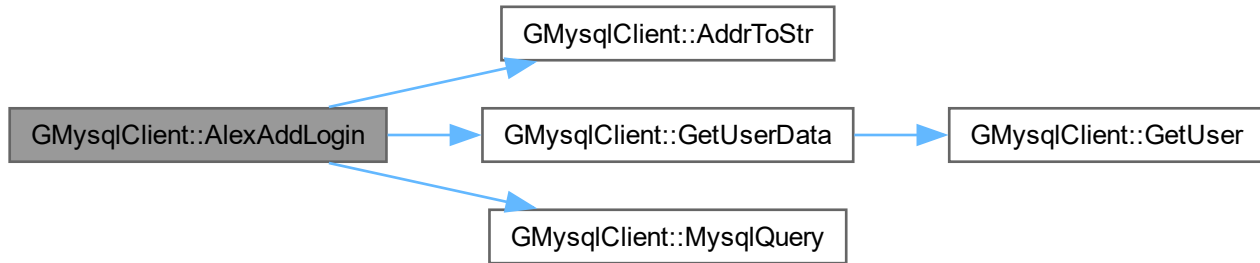 GMysqlClient::AddrToStr
GMysqlClient::AlexAddLogin
GMysqlClient::GetUserData
GMysqlClient::GetUser
GMysqlClient::MysqlQuery